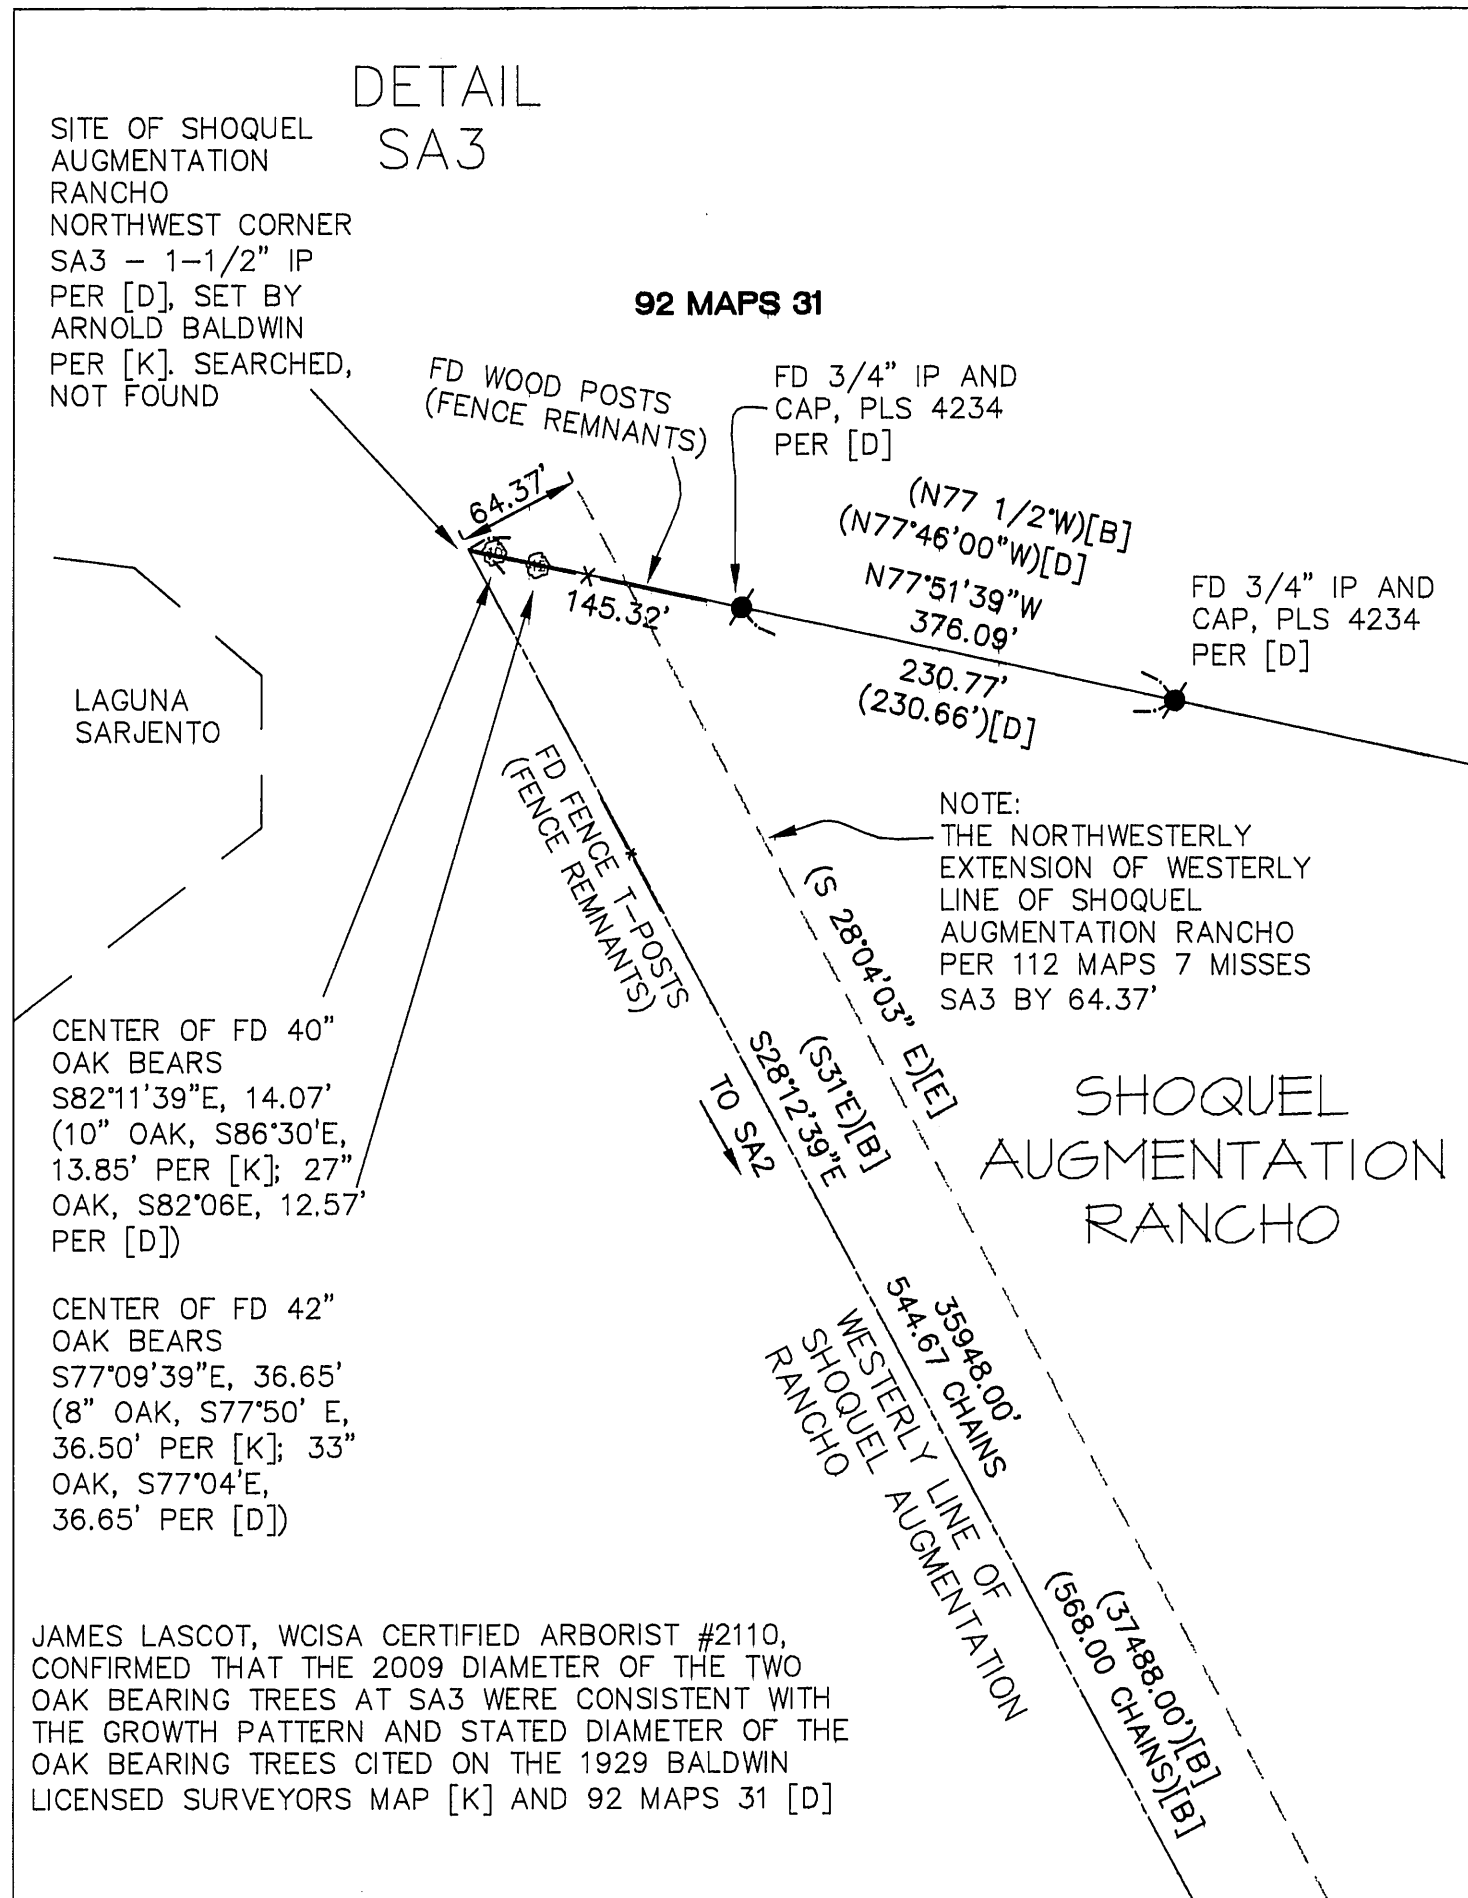 DETAIL
SA3
SITE OF SHOQUEL
AUGMENTATION
RANCHO
NORTHWEST CORNER
SA3 - 1-1/2" IP
PER [D], SET BY
ARNOLD BALDWIN
PER [K]. SEARCHED,
NOT FOUND
92 MAPS 31
FD WOOD POSTS
(FENCE REMNANTS)
FD 3/4" IP AND
CAP, PLS 4234
PER [D]
64.37'
10
12
145.32'
(N77 1/2°W)[B]
(N77°46'00"W)[D]
N77°51'39"W
376.09'
230.77'
(230.66')[D]
FD 3/4" IP AND
CAP, PLS 4234
PER [D]
LAGUNA
SARJENTO
FD FENCE T-POSTS
(FENCE REMNANTS)
NOTE:
THE NORTHWESTERLY
EXTENSION OF WESTERLY
LINE OF SHOQUEL
AUGMENTATION RANCHO
PER 112 MAPS 7 MISSES
SA3 BY 64.37'
(S 28°04'03" E)[E]
(S31°E)[B]
S28°12'39"E
TO SA2
SHOQUEL
AUGMENTATION
RANCHO
CENTER OF FD 40"
OAK BEARS
S82°11'39"E, 14.07'
(10" OAK, S86°30'E,
13.85' PER [K]; 27"
OAK, S82°06E, 12.57'
PER [D])
CENTER OF FD 42"
OAK BEARS
S77°09'39"E, 36.65'
(8" OAK, S77°50' E,
36.50' PER [K]; 33"
OAK, S77°04'E,
36.65' PER [D])
35948.00'
544.67 CHAINS
WESTERLY LINE OF
SHOQUEL AUGMENTATION
RANCHO
(37488.00')[B]
(568.00 CHAINS)[B]
JAMES LASCOT, WCISA CERTIFIED ARBORIST #2110,
CONFIRMED THAT THE 2009 DIAMETER OF THE TWO
OAK BEARING TREES AT SA3 WERE CONSISTENT WITH
THE GROWTH PATTERN AND STATED DIAMETER OF THE
OAK BEARING TREES CITED ON THE 1929 BALDWIN
LICENSED SURVEYORS MAP [K] AND 92 MAPS 31 [D]